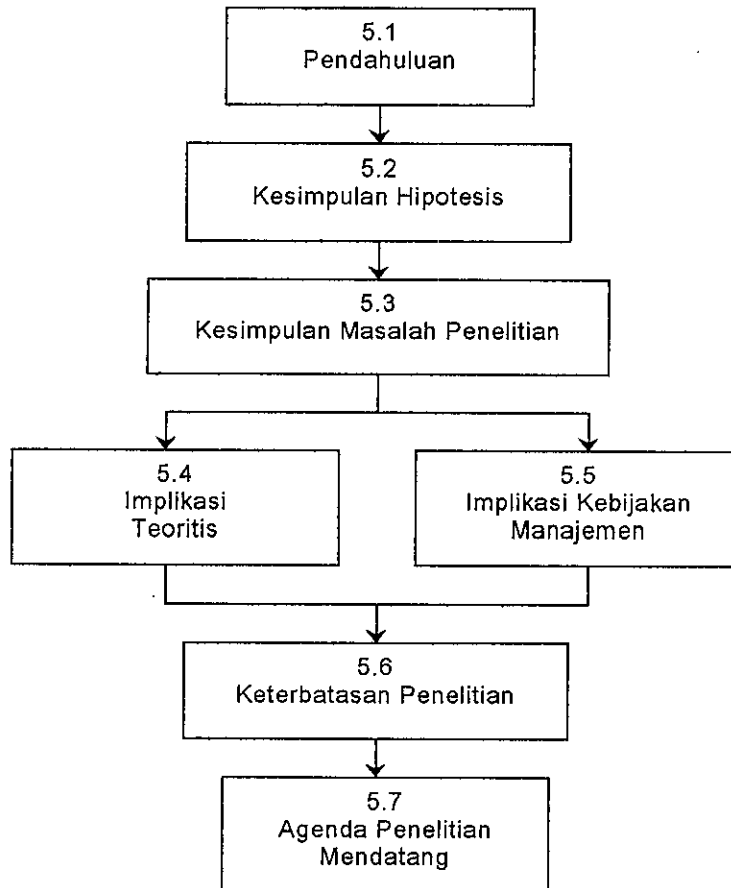 5.1
Pendahuluan
5.2
Kesimpulan Hipotesis
5.3
Kesimpulan Masalah Penelitian
5.4
Implikasi
Teoritis
5.5
Implikasi Kebijakan
Manajemen
5.6
Keterbatasan Penelitian
5.7
Agenda Penelitian
Mendatang